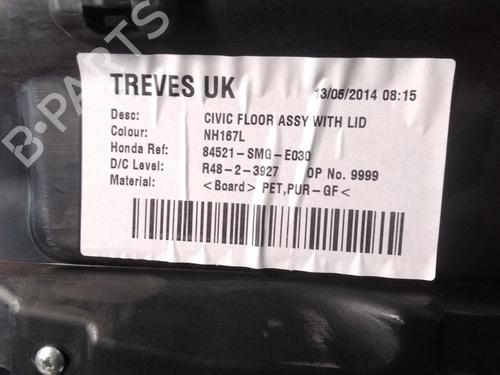 TREVES UK 13/05/2014 08:15
Desc: CIVIC FLOOR ASSY WITH LID
Colour: NH167L
Honda Ref: 84521-SMG-E030
D/C Level: R48-2-3927 OP No. 9999
Material: <Board> PET,PUR-GF<
B-PARTS